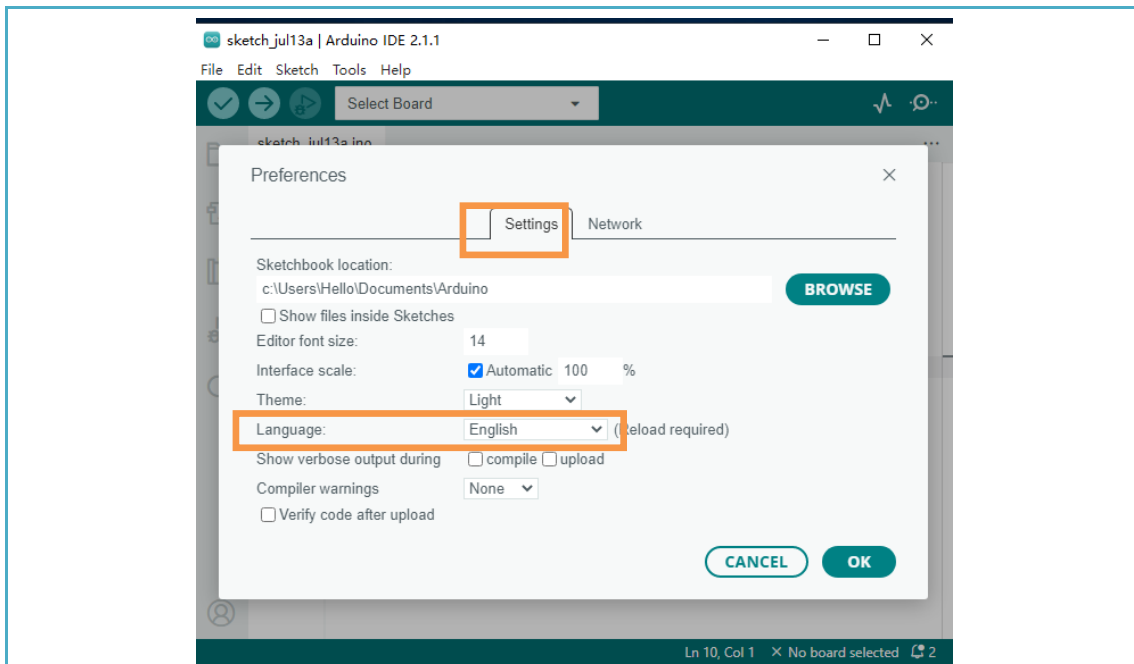 sketch_jul13a | Arduino IDE 2.1.1
File Edit Sketch Tools Help
Select Board
sketch_jul13a.ino
Preferences
Settings Network
Sketchbook location:
c:\Users\Hello\Documents\Arduino BROWSE
Show files inside Sketches
Editor font size: 14
Interface scale: Automatic 100 %
Theme: Light
Language: English (Reload required)
Show verbose output during compile upload
Compiler warnings None
Verify code after upload
CANCEL OK
Ln 10, Col 1 No board selected 2